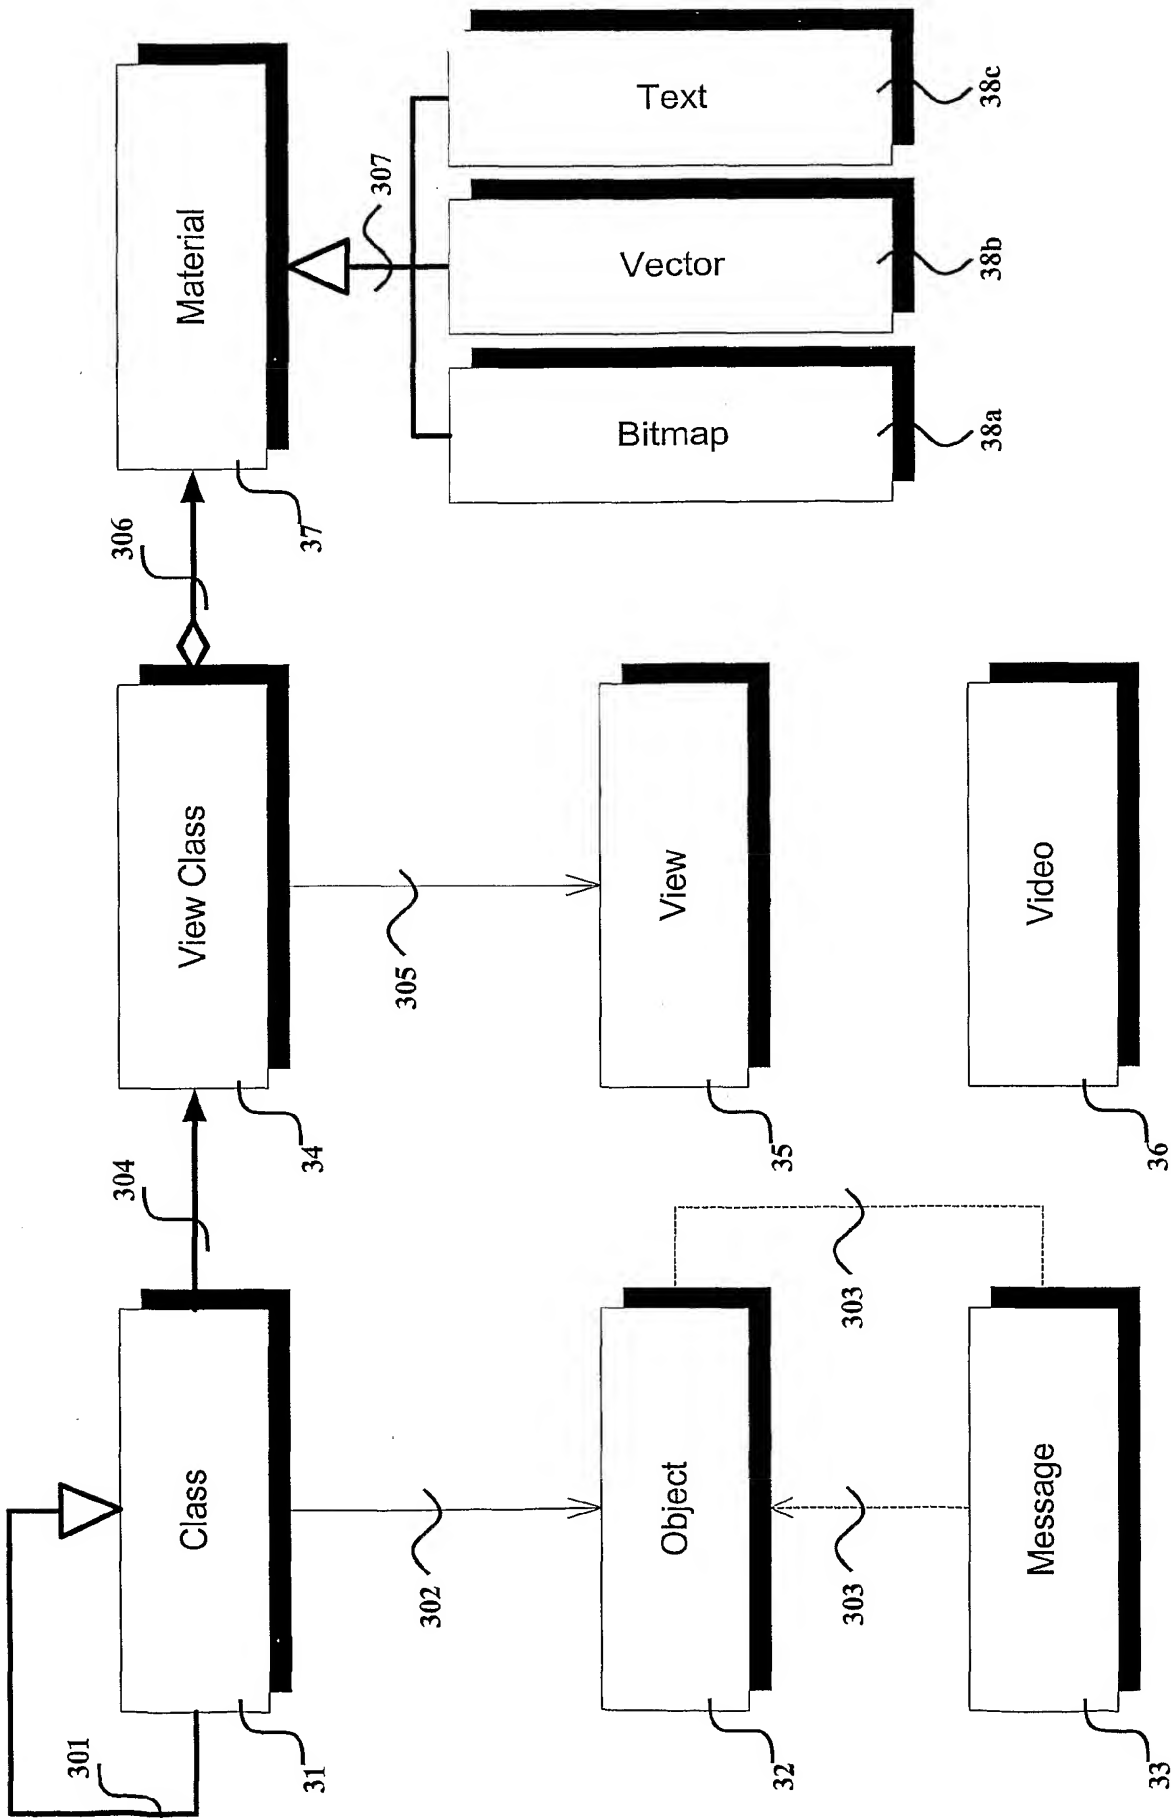 301
Class
31
304
View Class
34
306
Material
37
307
302
305
Object
32
303
View
35
Bitmap
38a
Vector
38b
Text
38c
303
Message
33
Video
36